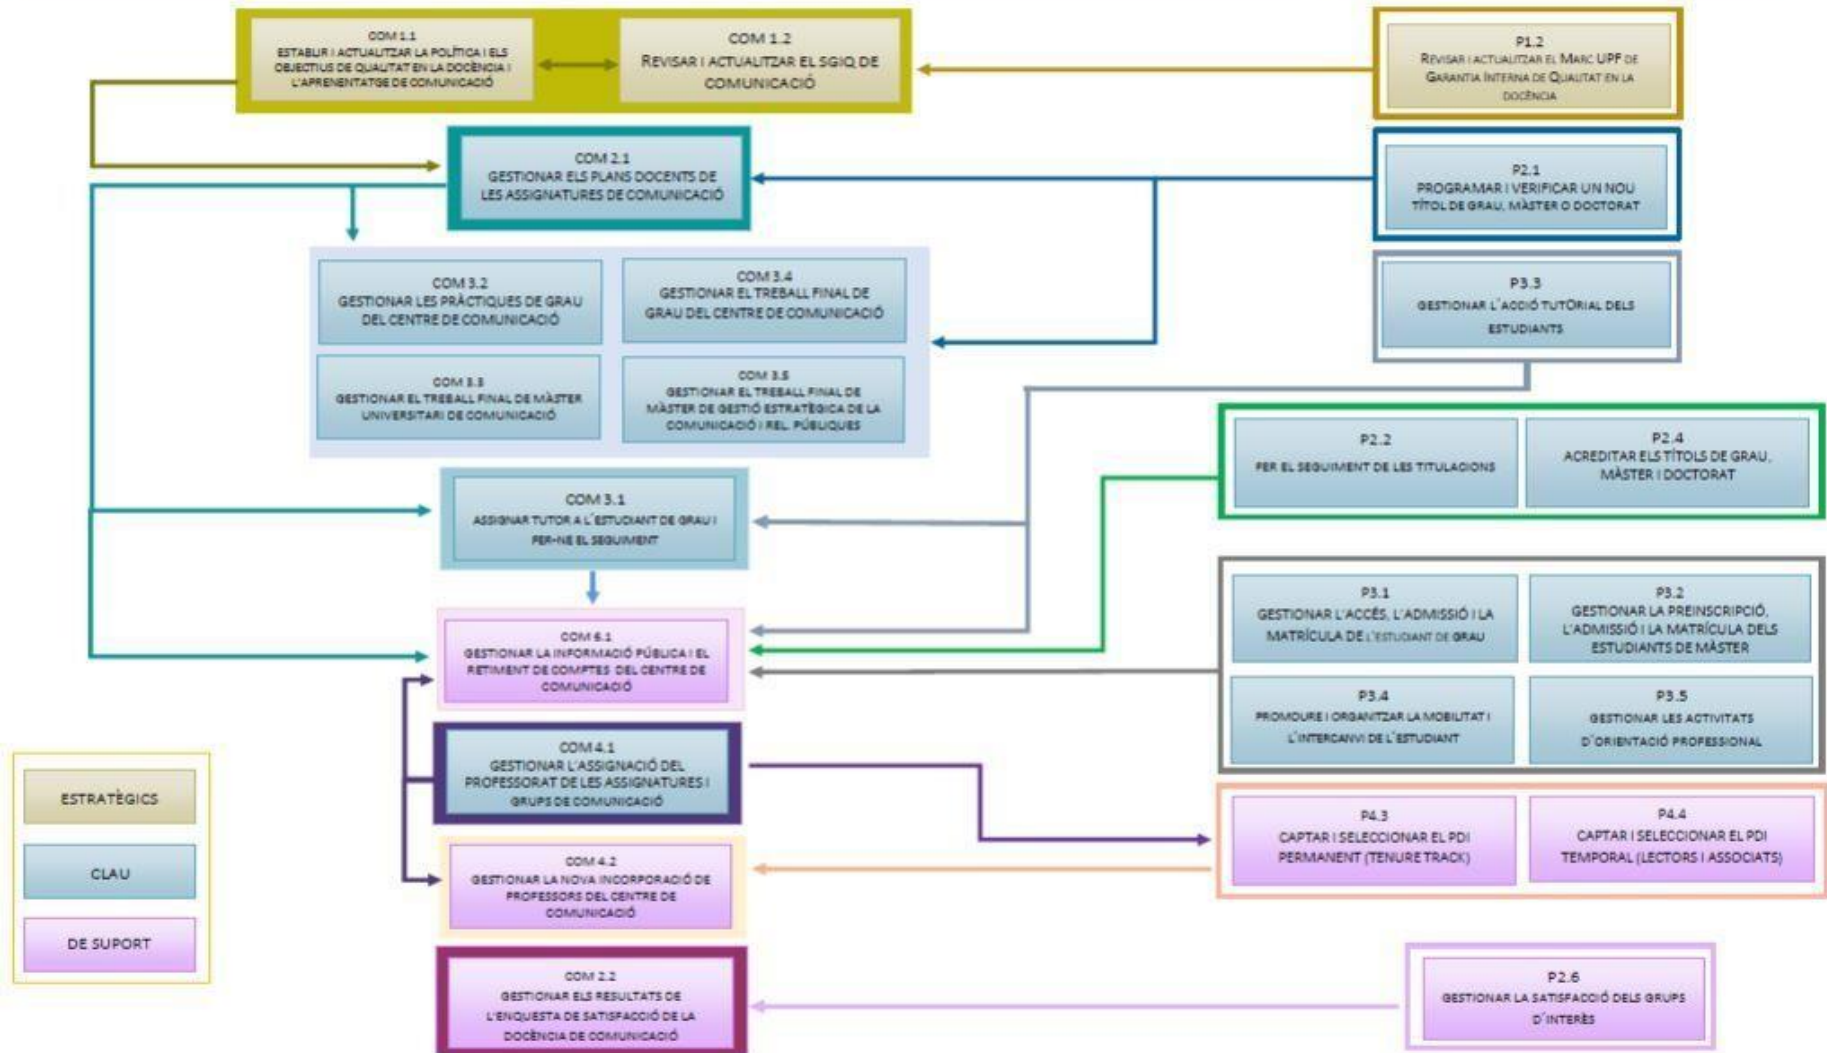 COM 1.1
ESTABLIR I ACTUALITZAR LA POLÍTICA I ELS
OBJECTIUS DE QUALITAT EN LA DOCÈNCIA I
L'APRENENTATGE DE COMUNICACIÓ
COM 1.2
REVISAR I ACTUALITZAR EL SGIQ DE
COMUNICACIÓ
P1.2
REVISAR I ACTUALITZAR EL MARC UPF DE
GARANTIA INTERNA DE QUALITAT EN LA
DOCÈNCIA
COM 2.1
GESTIONAR ELS PLANS DOCENTS DE
LES ASSIGNATURES DE COMUNICACIÓ
P2.1
PROGRAMAR I VERIFICAR UN NOU
TÍTOL DE GRAU, MÀSTER O DOCTORAT
COM 3.2
GESTIONAR LES PRÀCTIQUES DE GRAU
DEL CENTRE DE COMUNICACIÓ
COM 3.4
GESTIONAR EL TREBALL FINAL DE
GRAU DEL CENTRE DE COMUNICACIÓ
P3.3
GESTIONAR L'ACCIÓ TUTORIAL DELS
ESTUDIANTS
COM 3.3
GESTIONAR EL TREBALL FINAL DE MÀSTER
UNIVERSITARI DE COMUNICACIÓ
COM 3.5
GESTIONAR EL TREBALL FINAL DE
MÀSTER DE GESTIÓ ESTRATÈGICA DE LA
COMUNICACIÓ I REL. PÚBLIQUES
P2.2
FER EL SEGUIMENT DE LES TITULACIONS
P2.4
ACREDITAR ELS TÍTOLS DE GRAU,
MÀSTER I DOCTORAT
COM 3.1
ASSIGNAR TUTOR A L'ESTUDIANT DE GRAU I
FER-NE EL SEGUIMENT
P3.1
GESTIONAR L'ACCÉS, L'ADMISSIÓ I LA
MATRÍCULA DE L'ESTUDIANT DE GRAU
P3.2
GESTIONAR LA PREINSCRIPCIÓ,
L'ADMISSIÓ I LA MATRÍCULA DELS
ESTUDIANTS DE MÀSTER
COM 6.1
GESTIONAR LA INFORMACIÓ PÚBLICA I EL
RETIMENT DE COMPTES DEL CENTRE DE
COMUNICACIÓ
P3.4
PROMOURE I ORGANITZAR LA MOBILITAT I
L'INTERCANVI DE L'ESTUDIANT
P3.5
GESTIONAR LES ACTIVITATS
D'ORIENTACIÓ PROFESSIONAL
COM 4.1
GESTIONAR L'ASSIGNACIÓ DEL
PROFESSORAT DE LES ASSIGNATURES I
GRUPS DE COMUNICACIÓ
P4.3
CAPTAR I SELECCIONAR EL PDI
PERMANENT (TENURE TRACK)
P4.4
CAPTAR I SELECCIONAR EL PDI
TEMPORAL (LECTORS I ASSOCIATS)
COM 4.2
GESTIONAR LA NOVA INCORPORACIÓ DE
PROFESSORS DEL CENTRE DE
COMUNICACIÓ
COM 2.2
GESTIONAR ELS RESULTATS DE
L'ENQUESTA DE SATISFACCIÓ DE LA
DOCÈNCIA DE COMUNICACIÓ
P2.6
GESTIONAR LA SATISFACCIÓ DELS GRUPS
D'INTERÈS
ESTRATÈGICS
CLAU
DE SUPORT